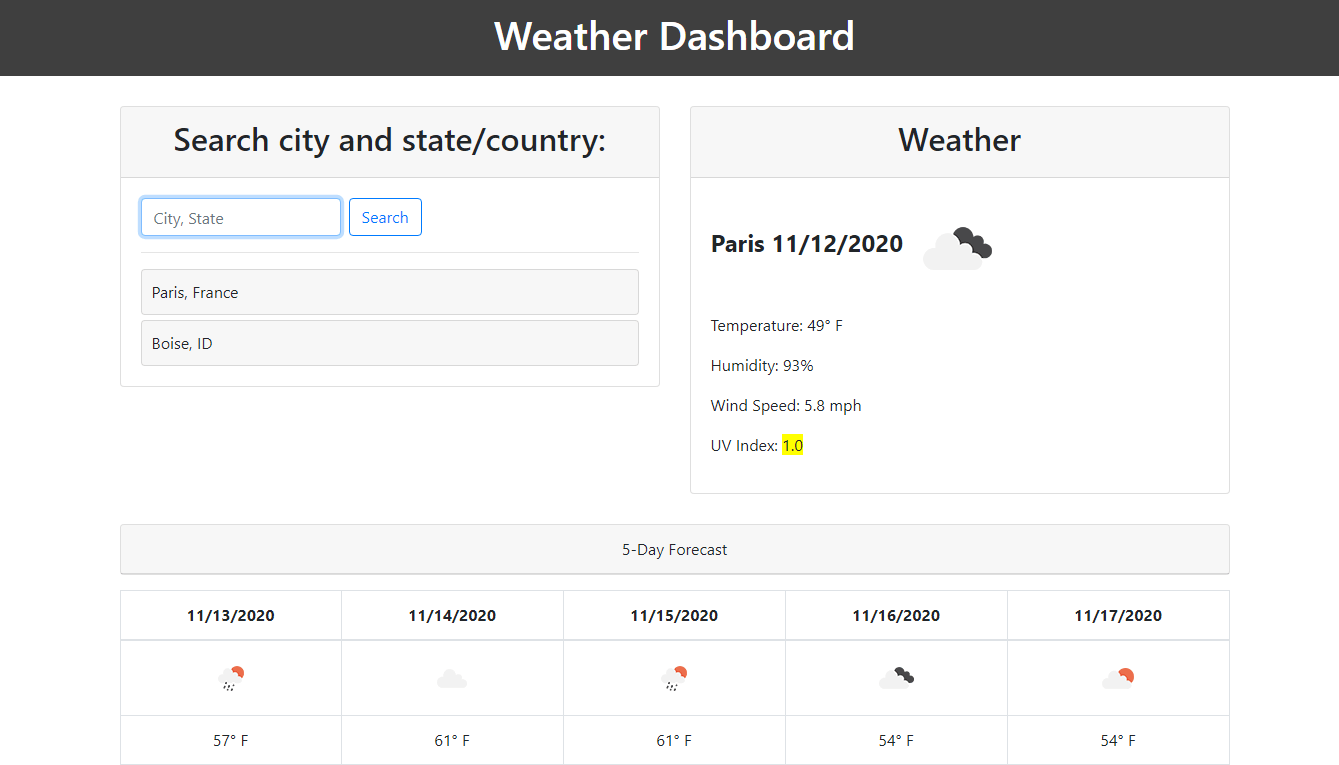 Weather Dashboard
Search city and state/country:
City, State
Search
Paris, France
Boise, ID
Weather
Paris 11/12/2020
Temperature: 49° F
Humidity: 93%
Wind Speed: 5.8 mph
UV Index: 1.0
5-Day Forecast
11/13/2020 11/14/2020 11/15/2020 11/16/2020 11/17/2020
57° F 61° F 61° F 54° F 54° F